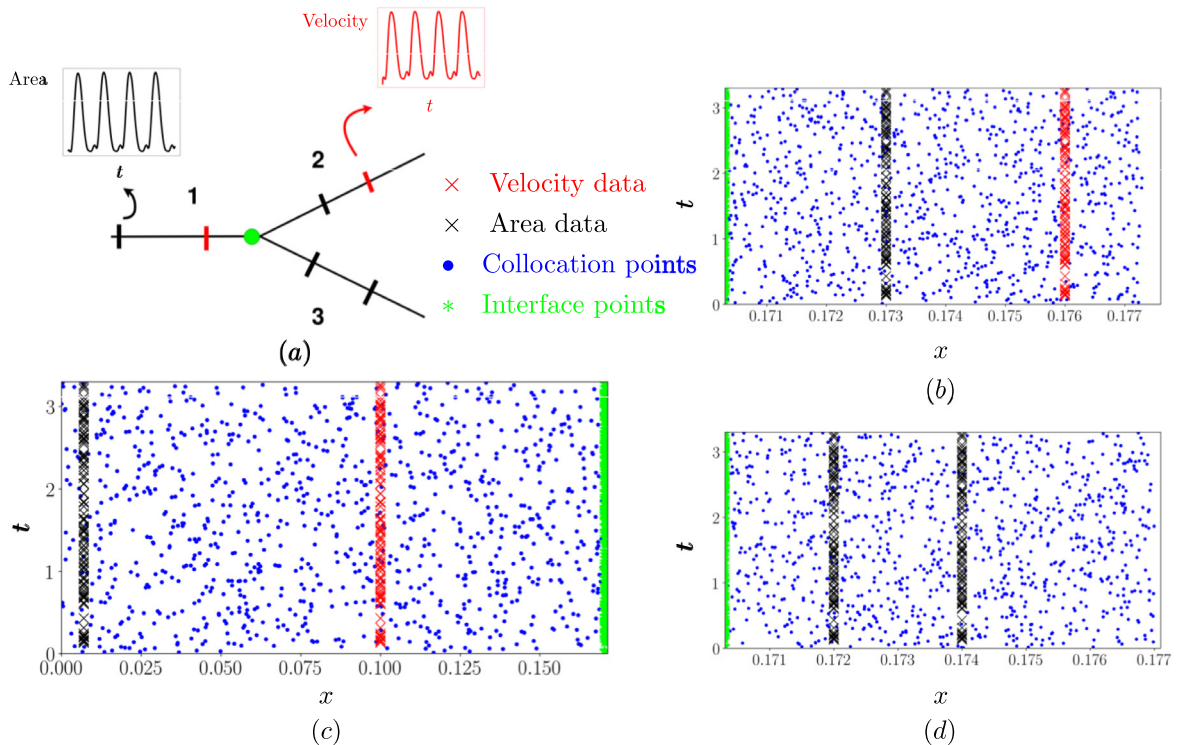 Velocity
t
Area
t
1
2
3
× Velocity data
× Area data
• Collocation points
* Interface points
(a)
t
3
2
1
0
0.171 0.172 0.173 0.174 0.175 0.176 0.177
x
(b)
t
3
2
1
0
0.000 0.025 0.050 0.075 0.100 0.125 0.150
x
(c)
t
3
2
1
0
0.171 0.172 0.173 0.174 0.175 0.176 0.177
x
(d)